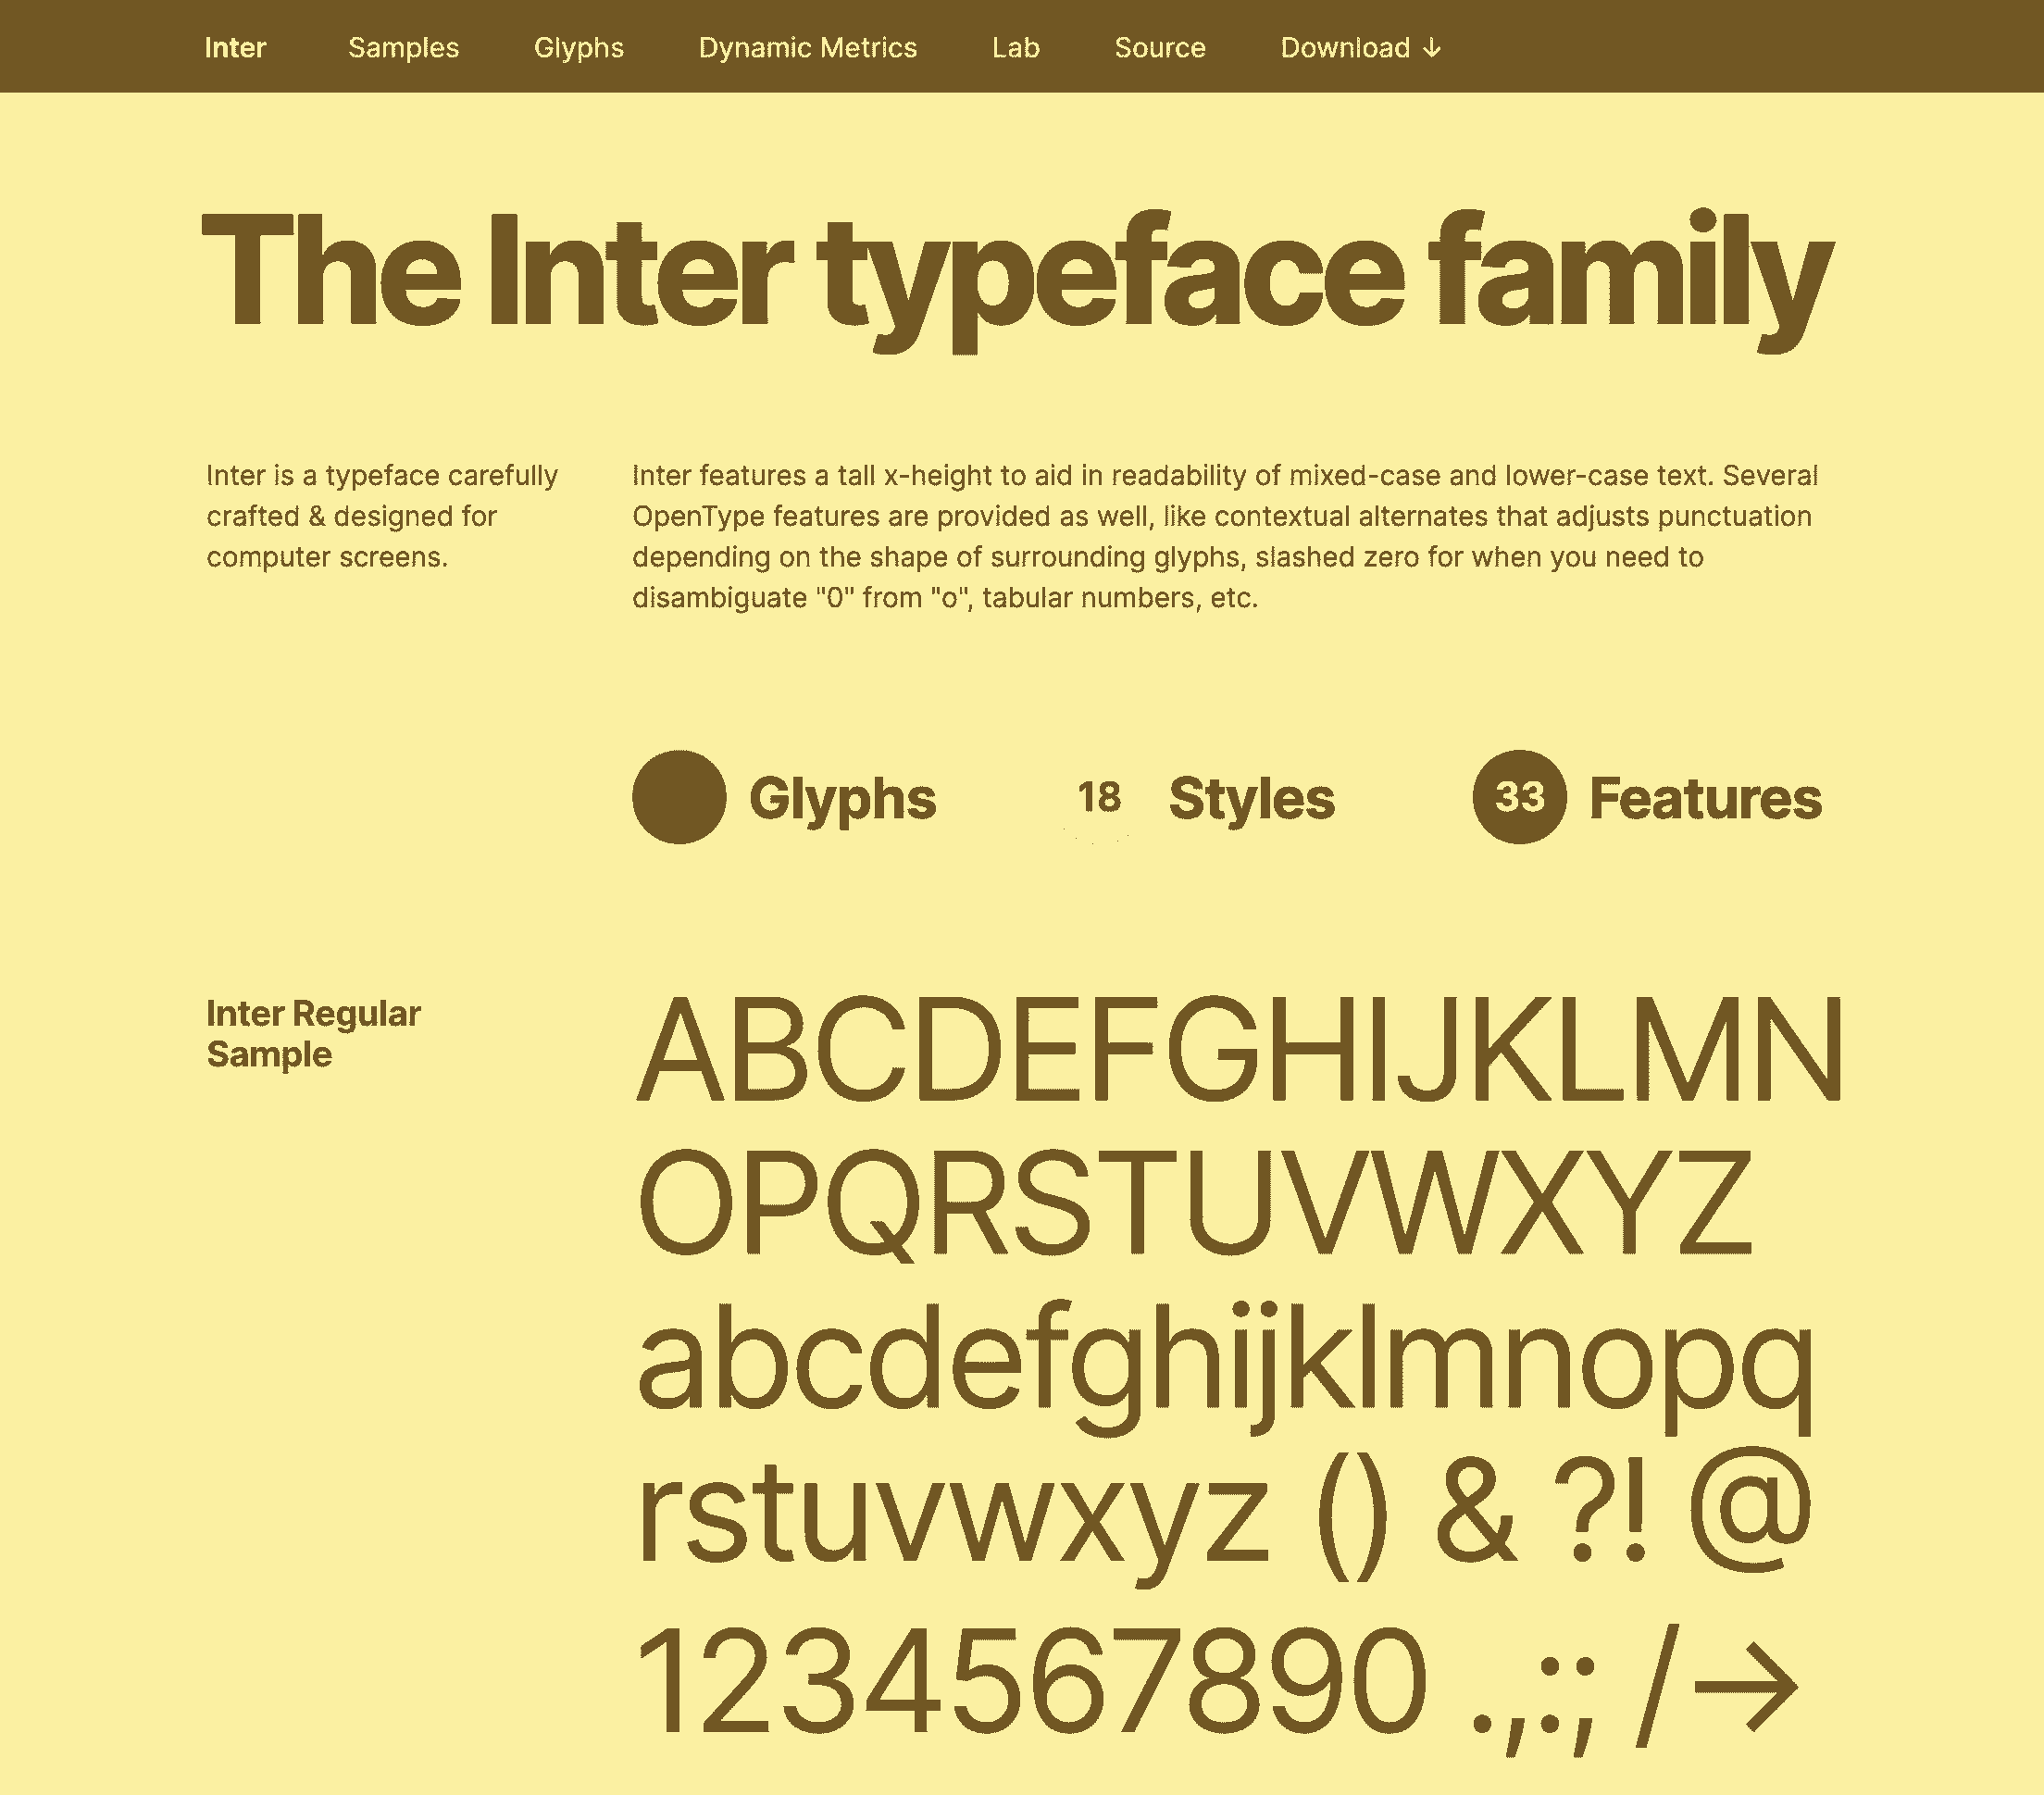 Inter Samples Glyphs Dynamic Metrics Lab Source Download ↓
The Inter typeface family
Inter is a typeface carefully
crafted & designed for
computer screens.
Inter features a tall x-height to aid in readability of mixed-case and lower-case text. Several
OpenType features are provided as well, like contextual alternates that adjusts punctuation
depending on the shape of surrounding glyphs, slashed zero for when you need to
disambiguate "0" from "o", tabular numbers, etc.
Glyphs 18 Styles 33 Features
Inter Regular
Sample
ABCDEFGHIJKLMN
OPQRSTUVWXYZ
abcdefghijklmnopq
rstuvwxyz () & ?! @
1234567890 .,:; /→